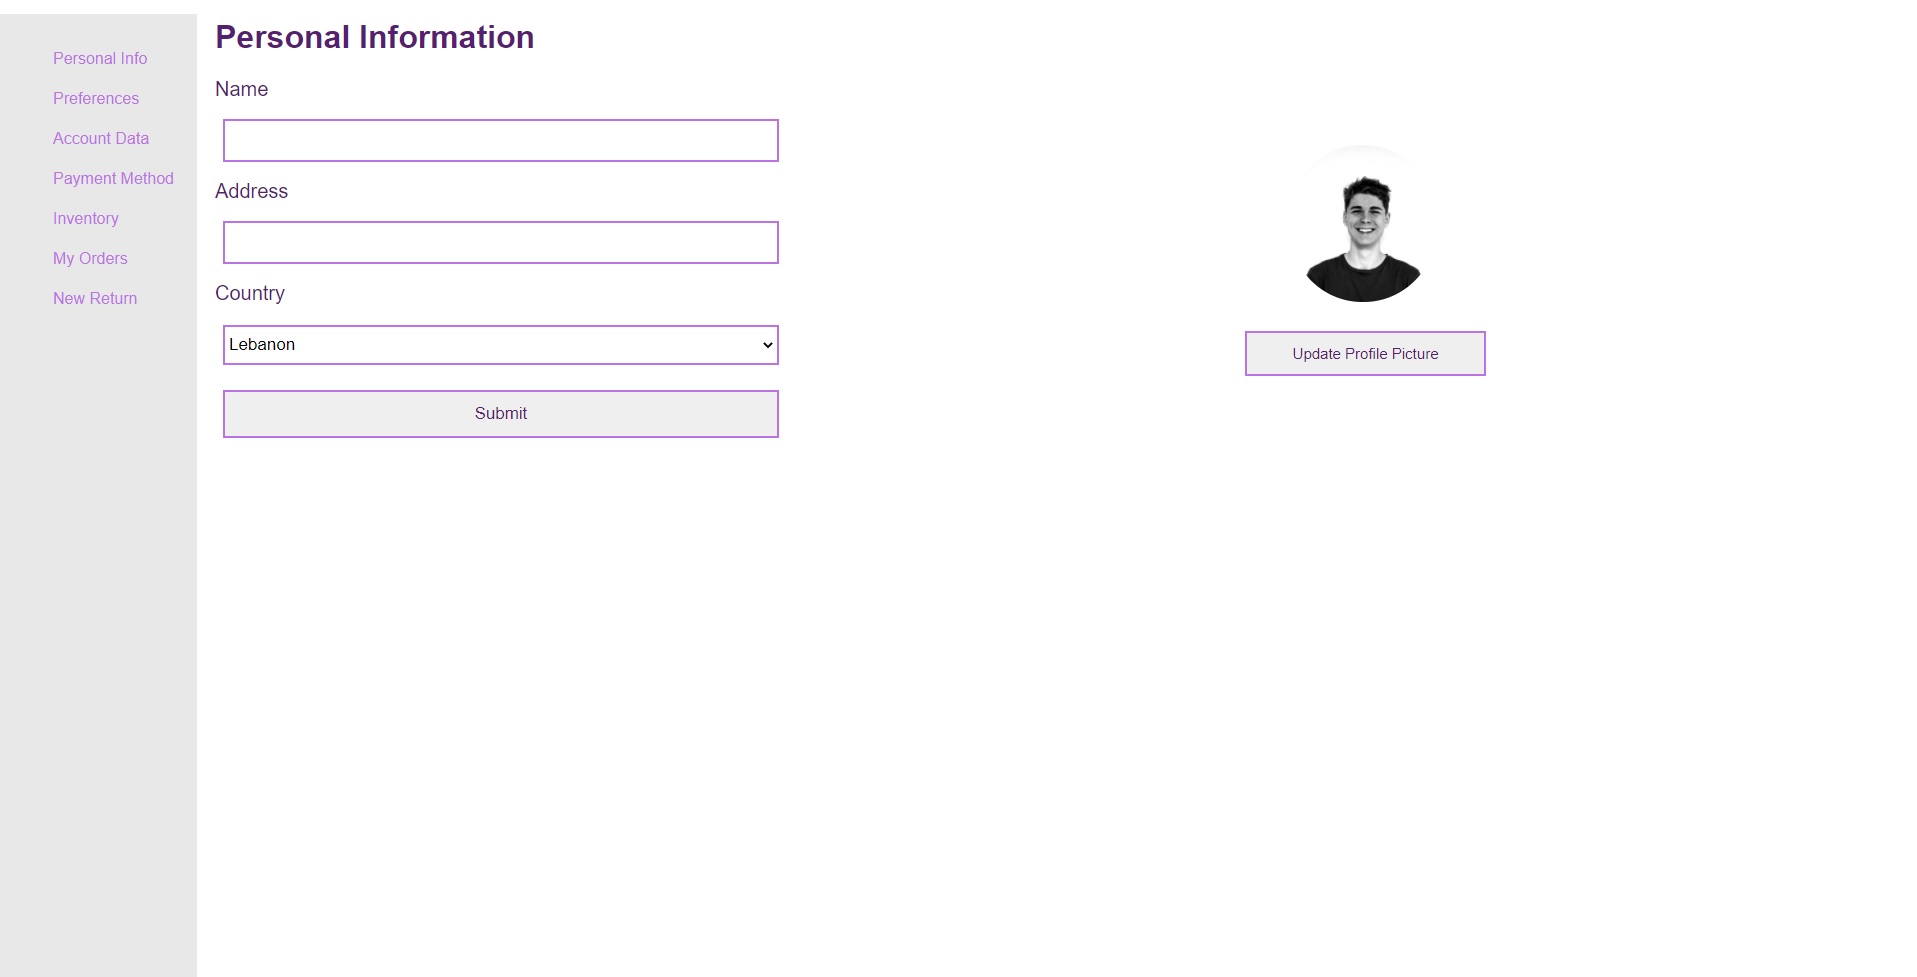 Personal Info
Preferences
Account Data
Payment Method
Inventory
My Orders
New Return
Personal Information
Name
Address
Country
Lebanon
Submit
Update Profile Picture